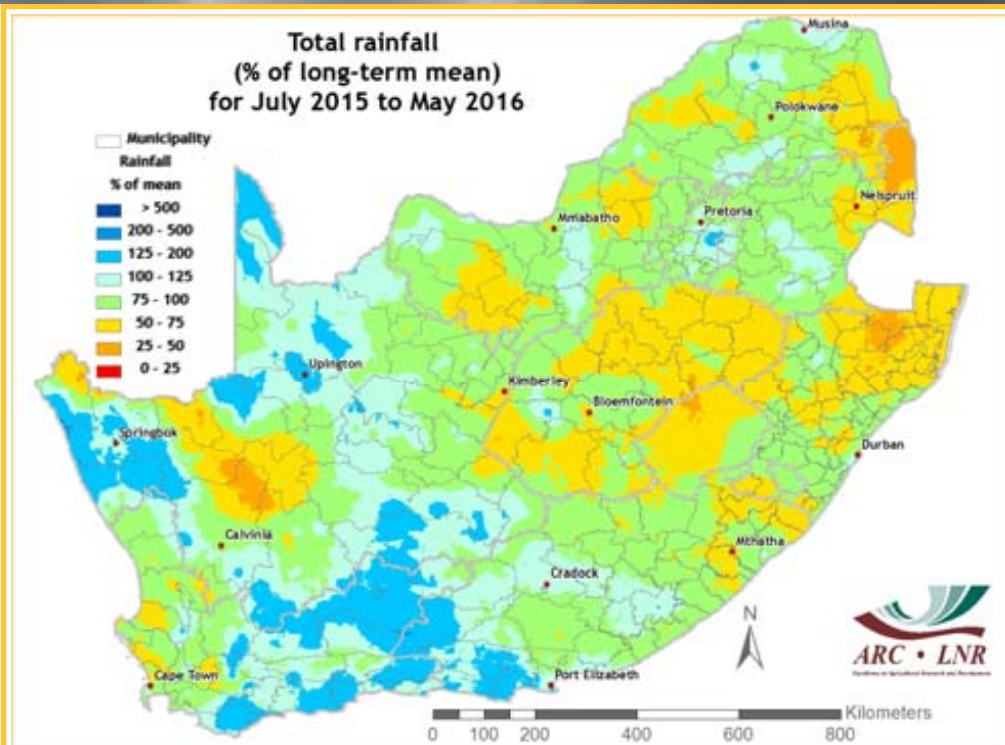 Total rainfall
(% of long-term mean)
for July 2015 to May 2016
Municipality
Rainfall
% of mean
> 500
200 - 500
125 - 200
100 - 125
75 - 100
50 - 75
25 - 50
0 - 25
Musina
Polokwane
Nelspruit
Pretoria
Mmabatho
Upington
Kimberley
Bloemfontein
Springbok
Durban
Calvinia
Mthatha
Cradock
Cape Town
Port Elizabeth
N
ARC • LNR
Kilometers
0 100 200 400 600 800